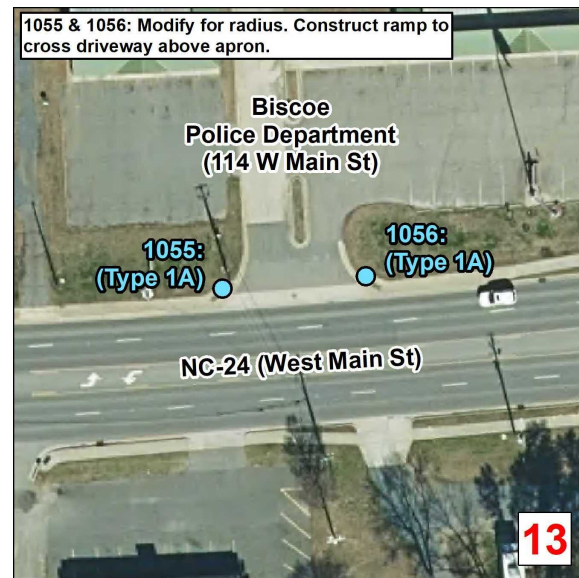 1055 & 1056: Modify for radius. Construct ramp to
cross driveway above apron.
Biscoe
Police Department
(114 W Main St)
1055:
(Type 1A)
1056:
(Type 1A)
NC-24 (West Main St)
13